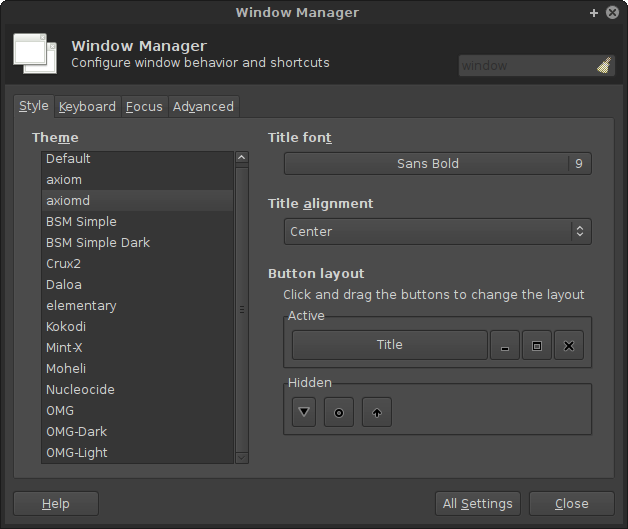 Window Manager
Window Manager
Configure window behavior and shortcuts
window
Style Keyboard Focus Advanced
Theme
Default
axiom
axiomd
BSM Simple
BSM Simple Dark
Crux2
Daloa
elementary
Kokodi
Mint-X
Moheli
Nucleocide
OMG
OMG-Dark
OMG-Light
Title font
Sans Bold 9
Title alignment
Center
Button layout
Click and drag the buttons to change the layout
Active
Title
Hidden
Help
All Settings
Close